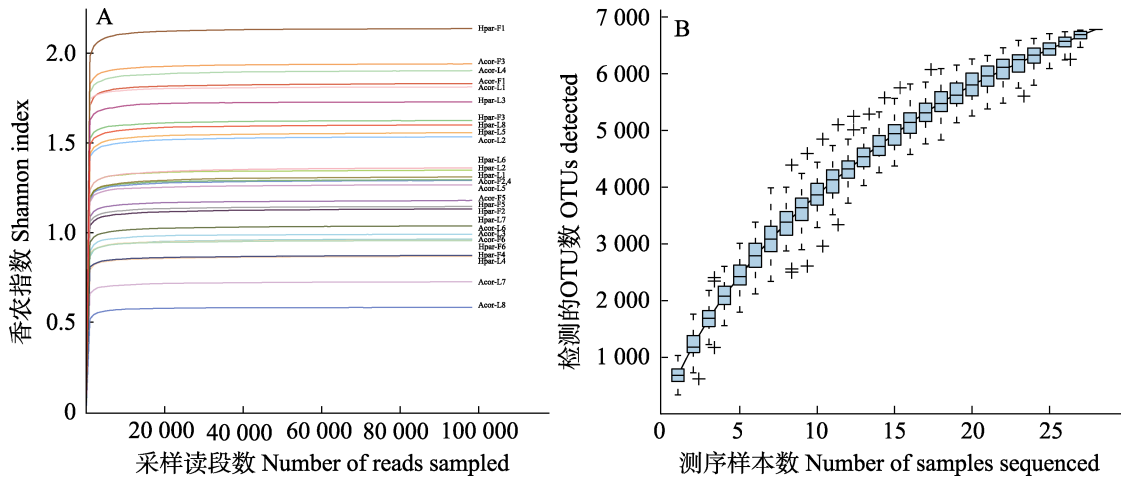 A
2.0
1.5
1.0
0.5
0
香农指数 Shannon index
Hpar-F1
Acor-F3
Acor-L4
Acor-F1
Acor-L1
Hpar-L3
Hpar-F3
Hpar-L8
Hpar-L5
Acor-L2
Hpar-L6
Hpar-L2
Hpar-L1
Acor-F2,4
Acor-L5
Acor-F5
Hpar-F5
Hpar-F2
Hpar-L7
Acor-L6
Acor-L3
Acor-F6
Hpar-F6
Hpar-F4
Hpar-L4
Acor-L7
Acor-L8
20 000 40 000 60 000 80 000 100 000
采样读段数 Number of reads sampled
B
7 000
6 000
5 000
4 000
3 000
2 000
1 000
检测的OTU数 OTUs detected
0 5 10 15 20 25
测序样本数 Number of samples sequenced